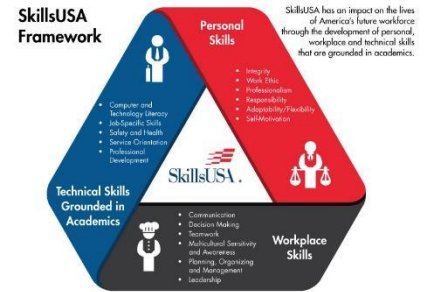 SkillsUSA
Framework
SkillsUSA has an impact on the lives
of America's future workforce
through the development of personal,
workplace and technical skills
that are grounded in academics.
Personal
Skills
• Integrity
• Work Ethic
• Professionalism
• Responsibility
• Adaptability/Flexibility
• Self-Motivation
• Computer and
Technology Literacy
• Job-Specific Skills
• Safety and Health
• Service Orientation
• Professional
Development
SkillsUSA.
Technical Skills
Grounded in
Academics
• Communication
• Decision Making
• Teamwork
• Multicultural Sensitivity
and Awareness
• Planning, Organizing
and Management
• Leadership
Workplace
Skills